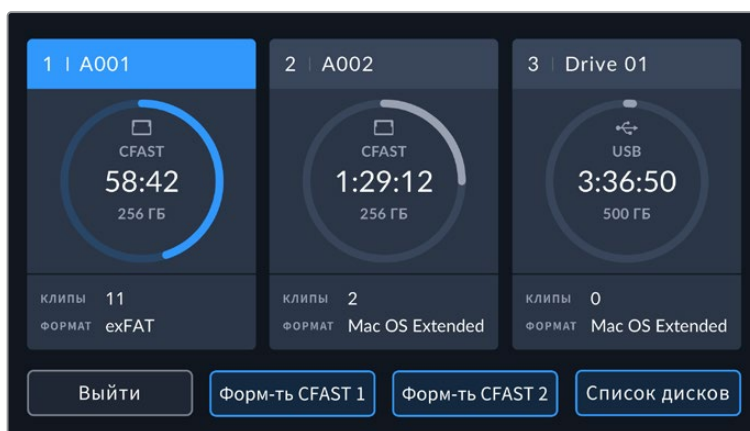 1 | A001
2 | A002
3 | Drive 01
CFAST
58:42
256 ГБ
CFAST
1:29:12
256 ГБ
USB
3:36:50
500 ГБ
КЛИПЫ 11
ФОРМАТ exFAT
КЛИПЫ 2
ФОРМАТ Mac OS Extended
КЛИПЫ 0
ФОРМАТ Mac OS Extended
Выйти
Форм-ть CFAST 1
Форм-ть CFAST 2
Список дисков